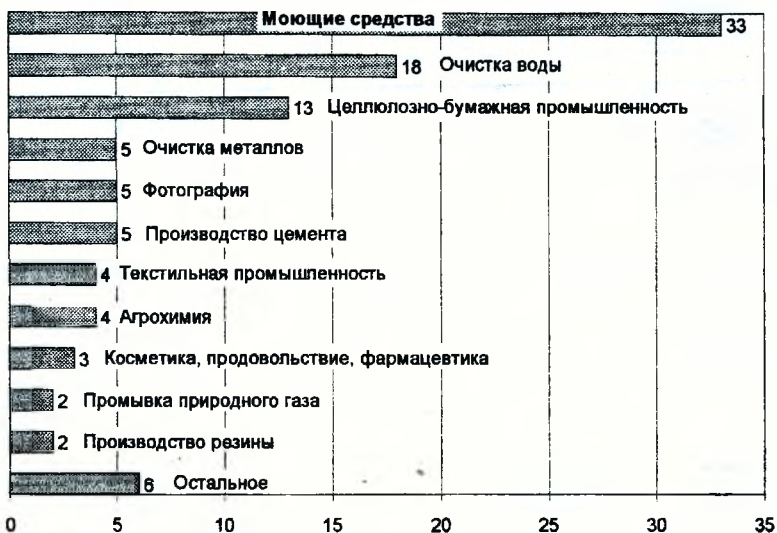 Моющие средства 33
18 Очистка воды
13 Целлюлозно-бумажная промышленность
5 Очистка металлов
5 Фотография
5 Производство цемента
4 Текстильная промышленность
4 Агрохимия
3 Косметика, продовольствие, фармацевтика
2 Промывка природного газа
2 Производство резины
6 Остальное
0 5 10 15 20 25 30 35